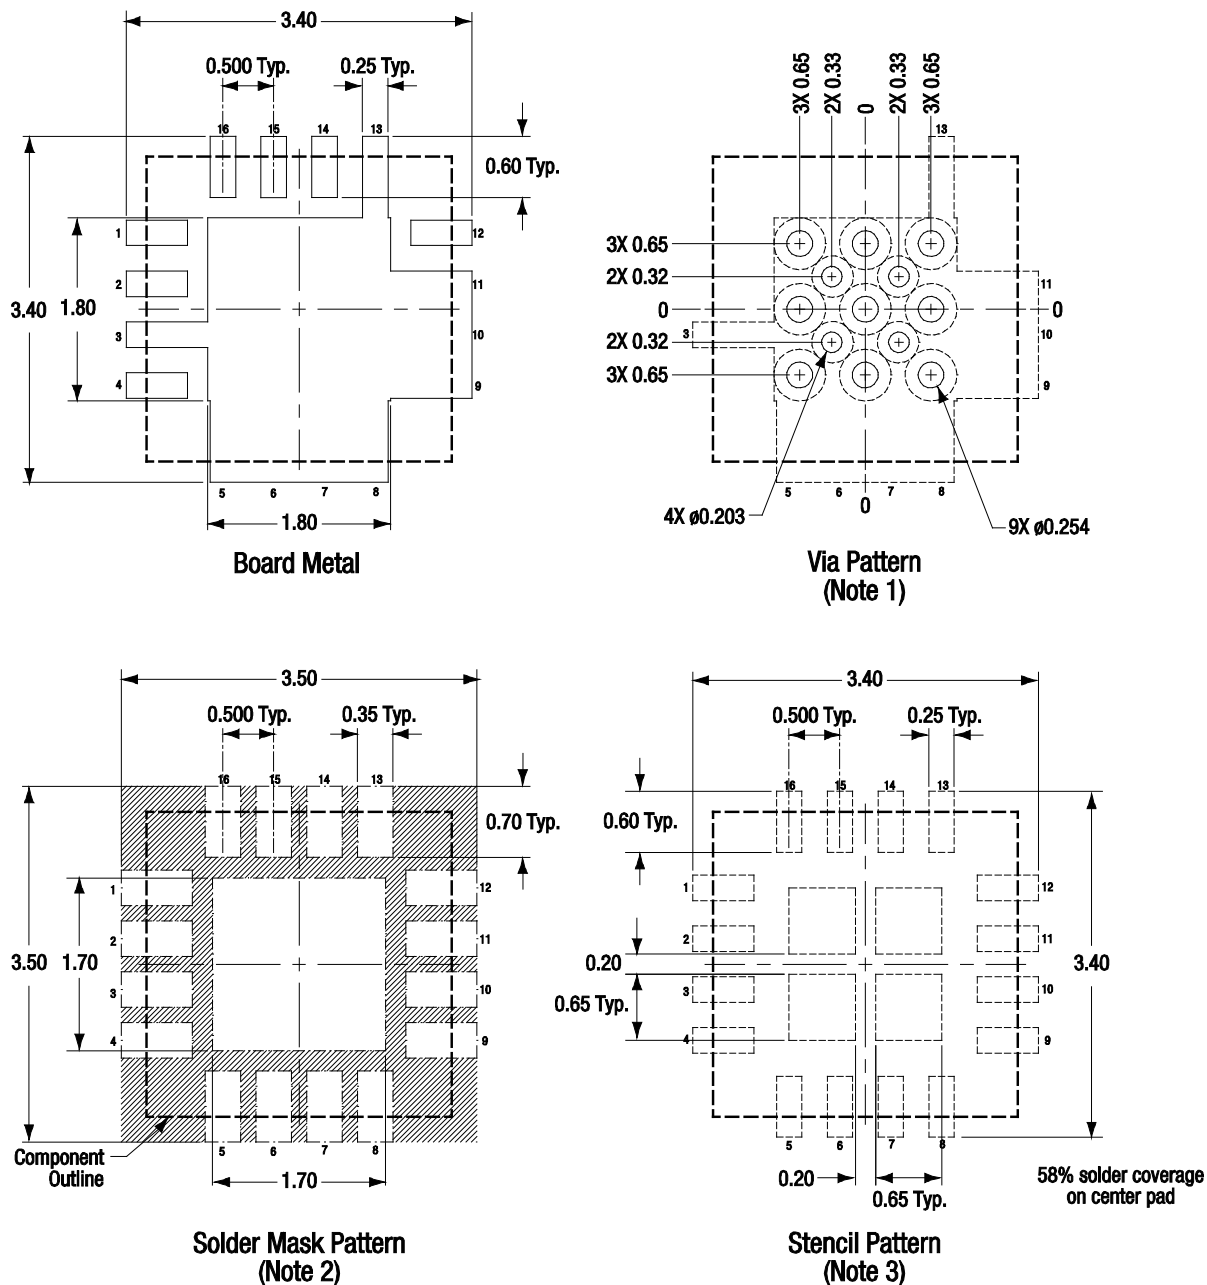 3.40
0.500 Typ.
0.25 Typ.
16
15
14
13
0.60 Typ.
3.40
1.80
1
2
3
4
12
11
10
9
5
6
7
8
1.80
Board Metal
3X 0.65
2X 0.33
0
2X 0.33
3X 0.65
13
3X 0.65
2X 0.32
0
2X 0.32
3X 0.65
3
11
0
10
9
5
6
7
8
0
4X ø0.203
9X ø0.254
Via Pattern
(Note 1)
3.50
0.500 Typ.
0.35 Typ.
16
15
14
13
0.70 Typ.
3.50
1.70
1
2
3
4
12
11
10
9
5
6
7
8
Component
Outline
1.70
Solder Mask Pattern
(Note 2)
3.40
0.500 Typ.
0.25 Typ.
16
15
14
13
0.60 Typ.
1
2
3
4
12
11
10
9
0.20
0.65 Typ.
3.40
5
6
7
8
0.20
0.65 Typ.
58% solder coverage
on center pad
Stencil Pattern
(Note 3)